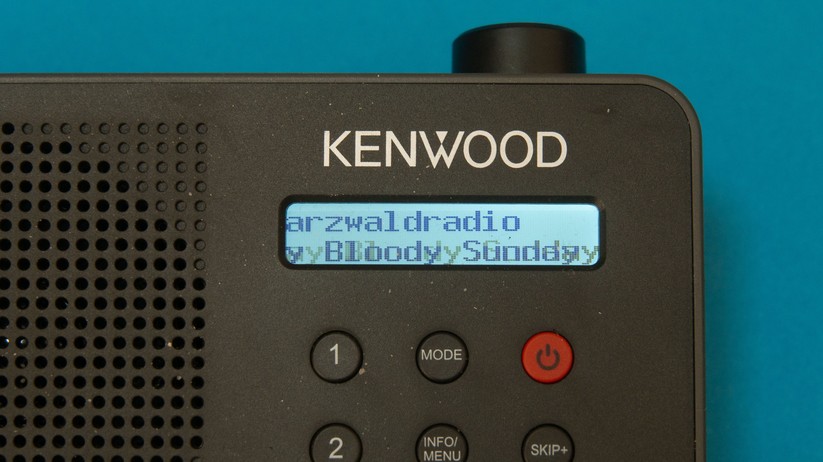 KENWOOD
arzwaldradio
y Bloody Sunday
1
MODE
2
INFO/
MENU
SKIP+